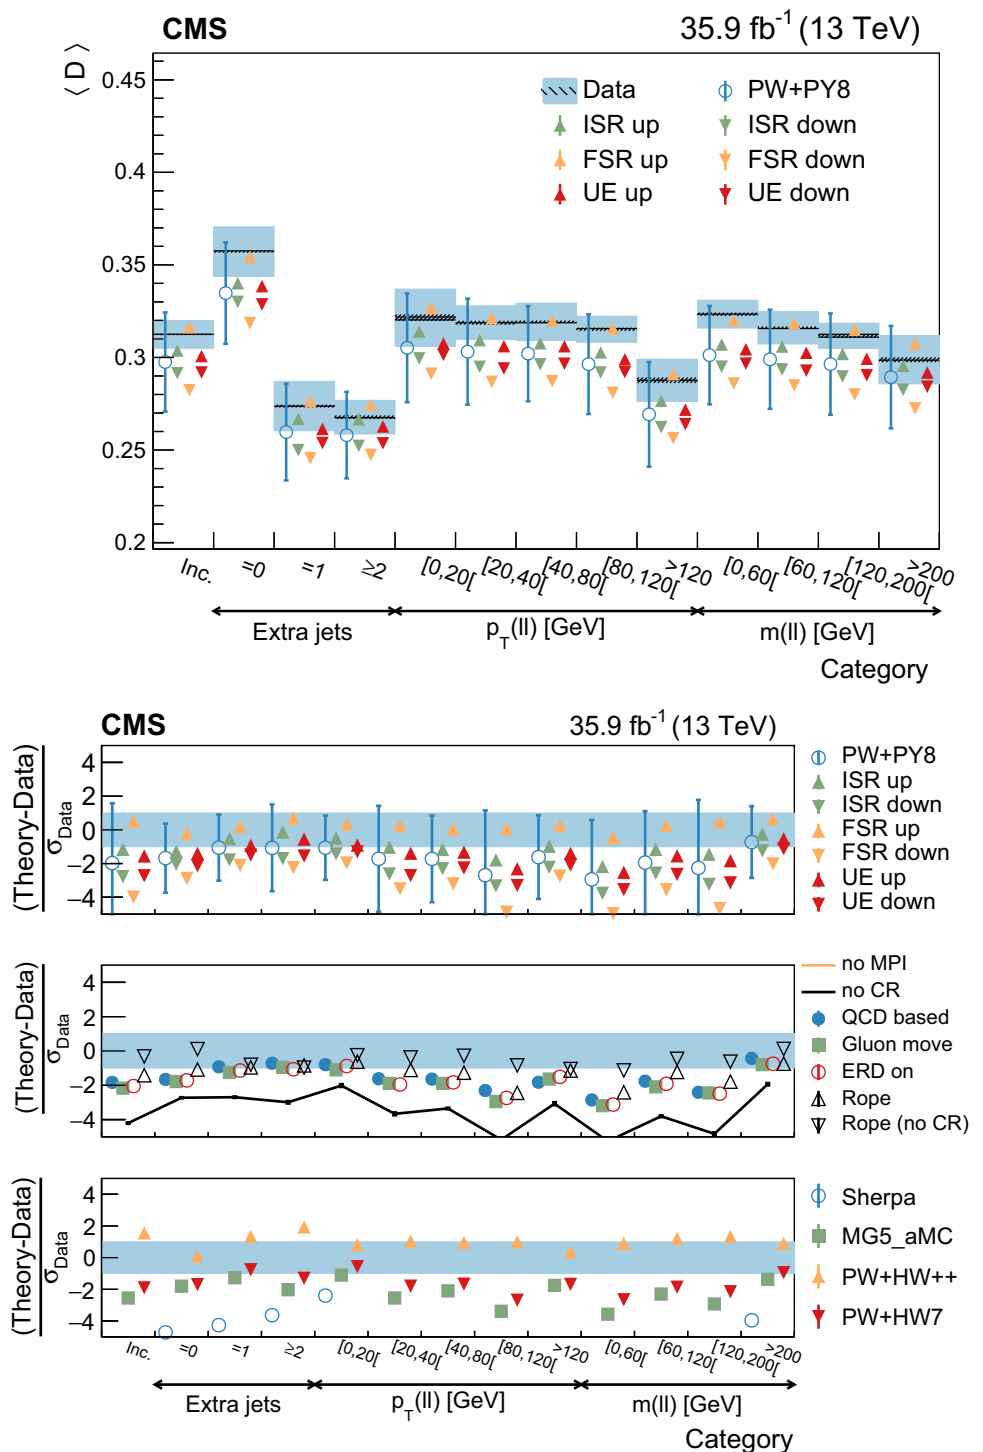 CMS 35.9 fb⁻¹ (13 TeV)
⟨ D ⟩
0.45
0.4
0.35
0.3
0.25
0.2
Data PW+PY8
ISR up ISR down
FSR up FSR down
UE up UE down
Inc. =0 =1 ≥2 [0,20[ [20,40[ [40,80[ [80,120[ >120 [0,60[ [60,120[ [120,200[ >200
Extra jets p_T(ll) [GeV] m(ll) [GeV]
Category
CMS 35.9 fb⁻¹ (13 TeV)
(Theory-Data)
σ_Data
4
2
0
−2
−4
PW+PY8
ISR up
ISR down
FSR up
FSR down
UE up
UE down
(Theory-Data)
σ_Data
4
2
0
−2
−4
no MPI
no CR
QCD based
Gluon move
ERD on
Rope
Rope (no CR)
(Theory-Data)
σ_Data
4
2
0
−2
−4
Sherpa
MG5_aMC
PW+HW++
PW+HW7
Inc. =0 =1 ≥2 [0,20[ [20,40[ [40,80[ [80,120[ >120 [0,60[ [60,120[ [120,200[ >200
Extra jets p_T(ll) [GeV] m(ll) [GeV]
Category